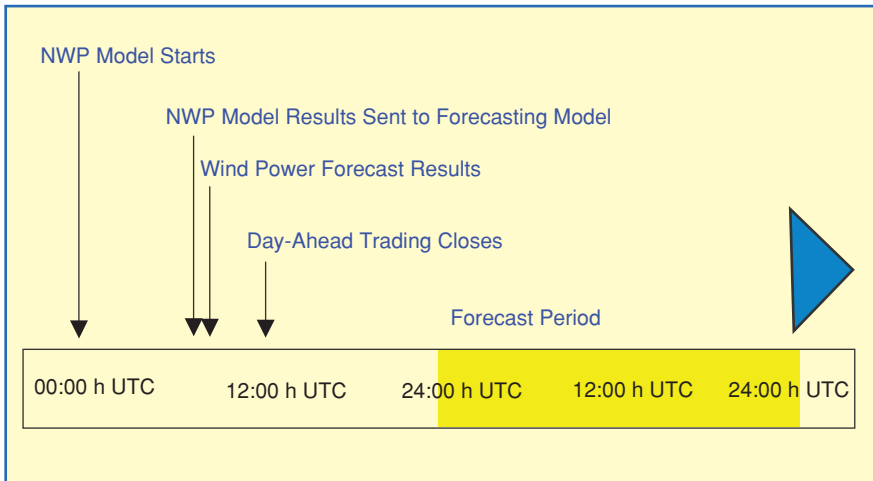 NWP Model Starts
NWP Model Results Sent to Forecasting Model
Wind Power Forecast Results
Day-Ahead Trading Closes
Forecast Period
00:00 h UTC 12:00 h UTC 24:00 h UTC 12:00 h UTC 24:00 h UTC